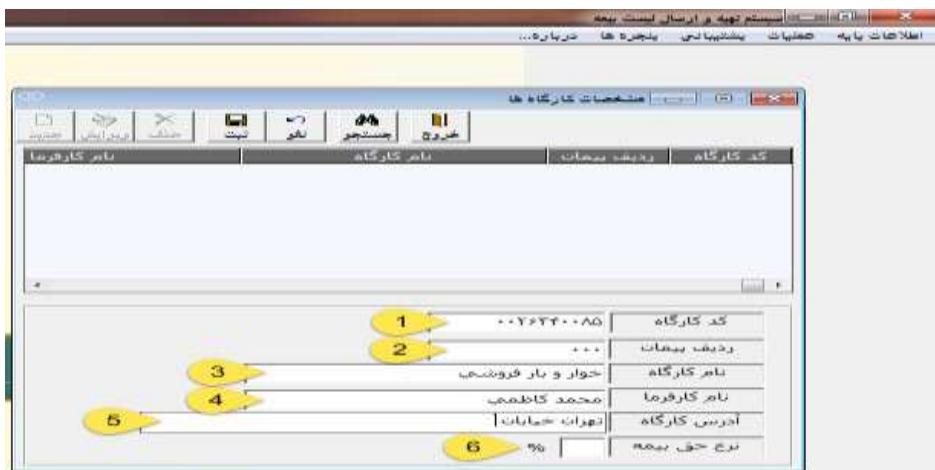 سیستم تهیه و ارسال لیست بیمه
اطلاعات پایه عملیات پشتیبانی پنجره ها درباره...
مشخصات کارگاه ها
خروج جستجو لغو ثبت حذف ویرایش جدید
کد کارگاه ردیف پیمان نام کارگاه نام کارفرما
کد کارگاه ۰۰۲۶۲۴۰۰۸۵ 1
ردیف پیمان ۰۰۰ 2
نام کارگاه خوار و بار فروشی 3
نام کارفرما محمد کاظمی 4
آدرس کارگاه تهران خیابان 5
نرخ حق بیمه % 6